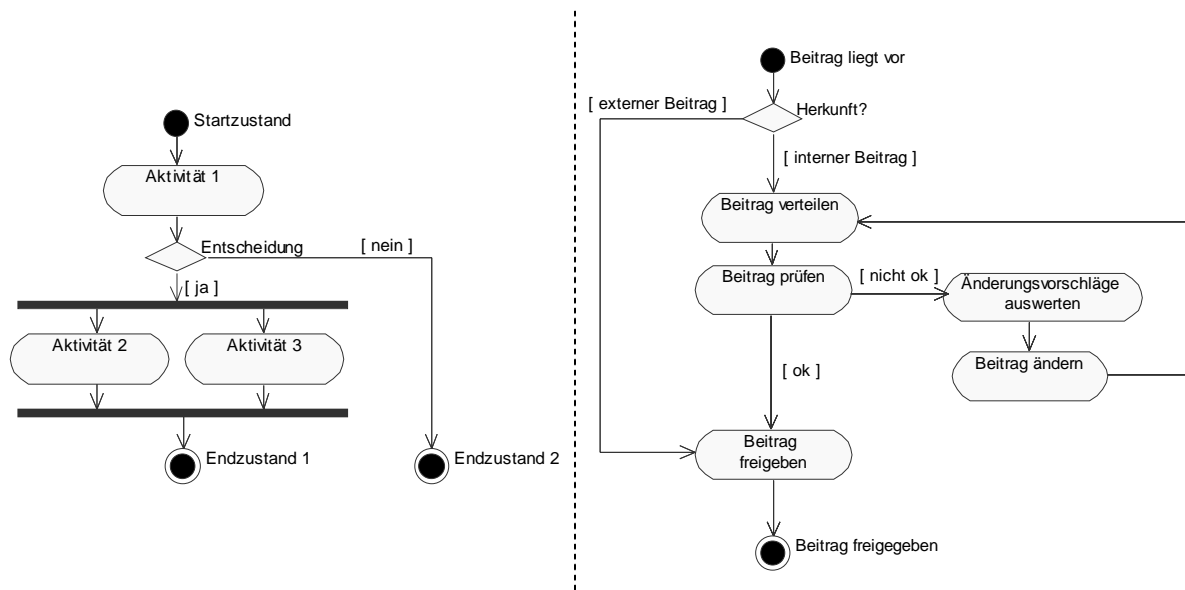 Startzustand
Aktivität 1
Entscheidung
[ nein ]
[ ja ]
Aktivität 2
Aktivität 3
Endzustand 1
Endzustand 2
Beitrag liegt vor
[ externer Beitrag ]
Herkunft?
[ interner Beitrag ]
Beitrag verteilen
Beitrag prüfen
[ nicht ok ]
Änderungsvorschläge
auswerten
Beitrag ändern
[ ok ]
Beitrag
freigeben
Beitrag freigegeben